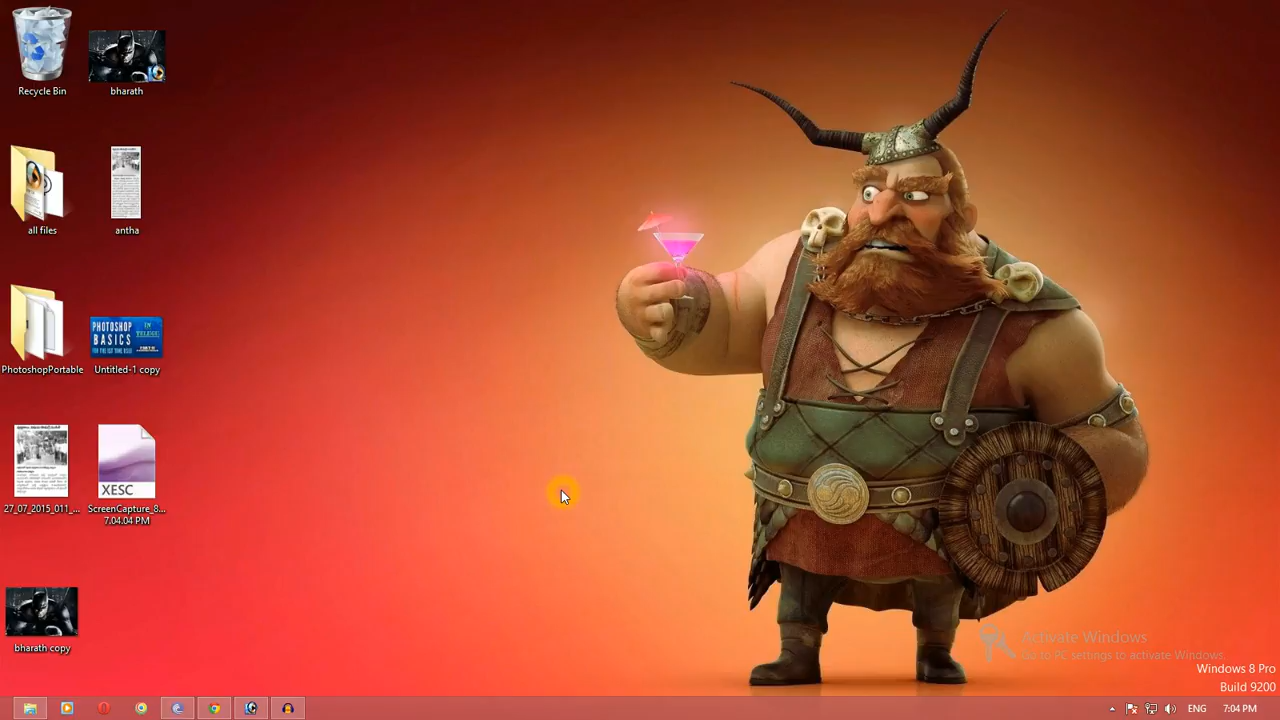 Recycle Bin
bharath
all files
antha
PhotoshopPortable
PHOTOSHOP
BASICS
IN
Untitled-1 copy
XESC
27_07_2015_011_...
ScreenCapture_8...
7.04.04 PM
bharath copy
Activate Windows
Go to PC settings to activate Windows.
Windows 8 Pro
Build 9200
ENG
7:04 PM